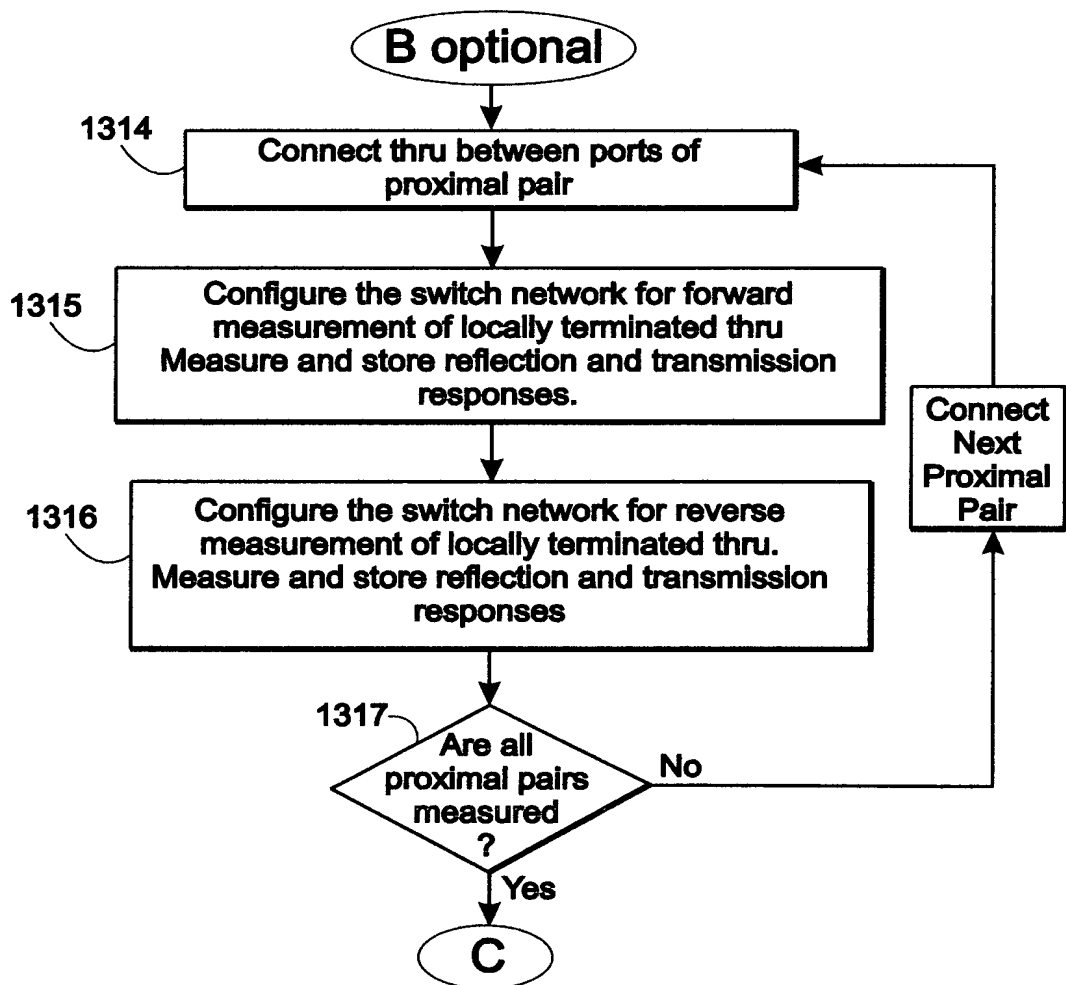 B optional
1314
Connect thru between ports of
proximal pair
1315
Configure the switch network for forward
measurement of locally terminated thru
Measure and store reflection and transmission
responses.
Connect
Next
Proximal
Pair
1316
Configure the switch network for reverse
measurement of locally terminated thru.
Measure and store reflection and transmission
responses
1317
Are all
proximal pairs
measured
?
No
Yes
C